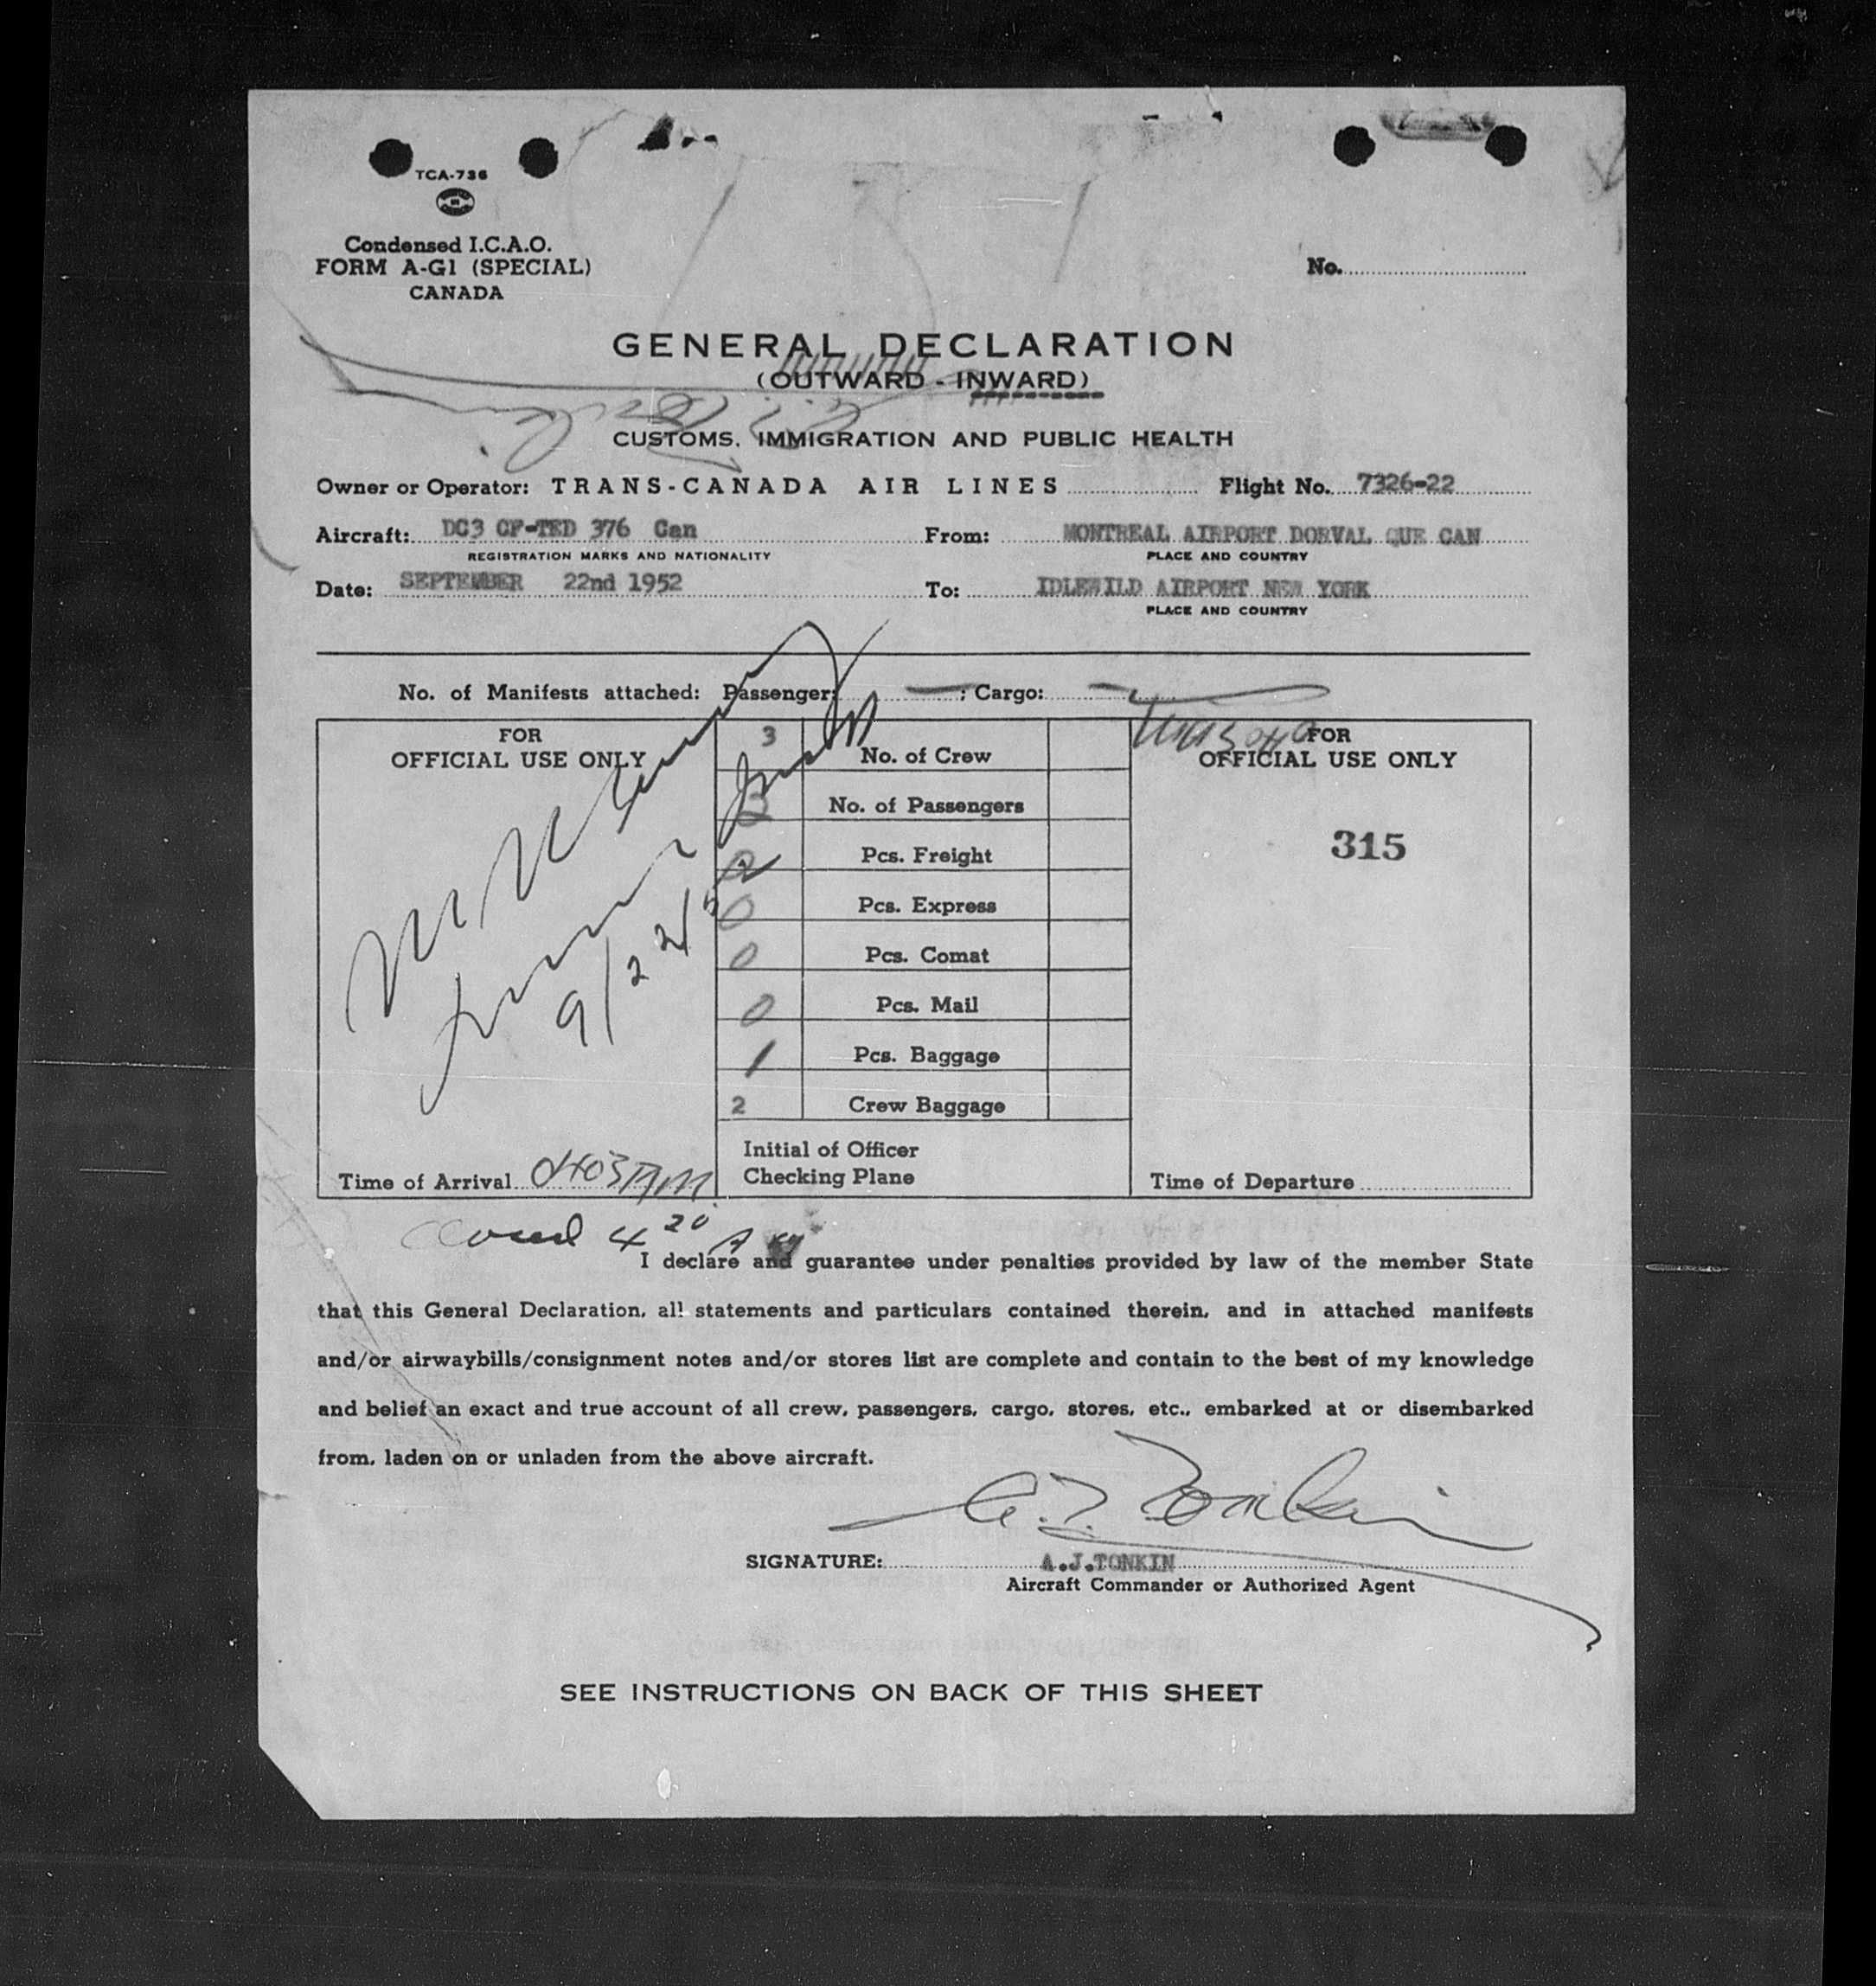 TCA-736
Condensed I.C.A.O.
FORM A-G1 (SPECIAL)
CANADA
No.
GENERAL DECLARATION
(OUTWARD - INWARD)
CUSTOMS, IMMIGRATION AND PUBLIC HEALTH
Owner or Operator: TRANS-CANADA AIR LINES Flight No. 7326-22
Aircraft: DC3 CF-TED 376 Can From: MONTREAL AIRPORT DORVAL QUE CAN
REGISTRATION MARKS AND NATIONALITY PLACE AND COUNTRY
Date: SEPTEMBER 22nd 1952 To: IDLEWILD AIRPORT NEW YORK
PLACE AND COUNTRY
No. of Manifests attached: Passenger: — ; Cargo: —
FOR
OFFICIAL USE ONLY
9/22/52
Time of Arrival 0403AM
3 No. of Crew
No. of Passengers
Pcs. Freight
0 Pcs. Express
0 Pcs. Comat
0 Pcs. Mail
1 Pcs. Baggage
2 Crew Baggage
Initial of Officer
Checking Plane
FOR
OFFICIAL USE ONLY
315
Time of Departure
4 20 A
I declare and guarantee under penalties provided by law of the member State
that this General Declaration, all statements and particulars contained therein, and in attached manifests
and/or airwaybills/consignment notes and/or stores list are complete and contain to the best of my knowledge
and belief an exact and true account of all crew, passengers, cargo, stores, etc., embarked at or disembarked
from, laden on or unladen from the above aircraft.
A.J. Tonkin
SIGNATURE: A.J.TONKIN
Aircraft Commander or Authorized Agent
SEE INSTRUCTIONS ON BACK OF THIS SHEET